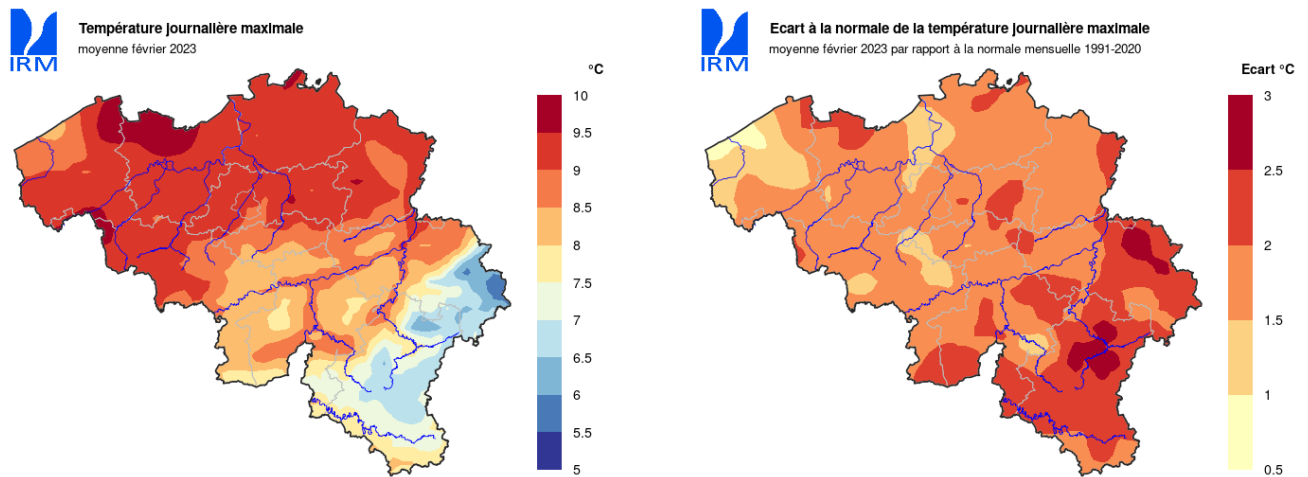 IRM
Température journalière maximale
moyenne février 2023
°C
10
9.5
9
8.5
8
7.5
7
6.5
6
5.5
5
IRM
Ecart à la normale de la température journalière maximale
moyenne février 2023 par rapport à la normale mensuelle 1991-2020
Ecart °C
3
2.5
2
1.5
1
0.5